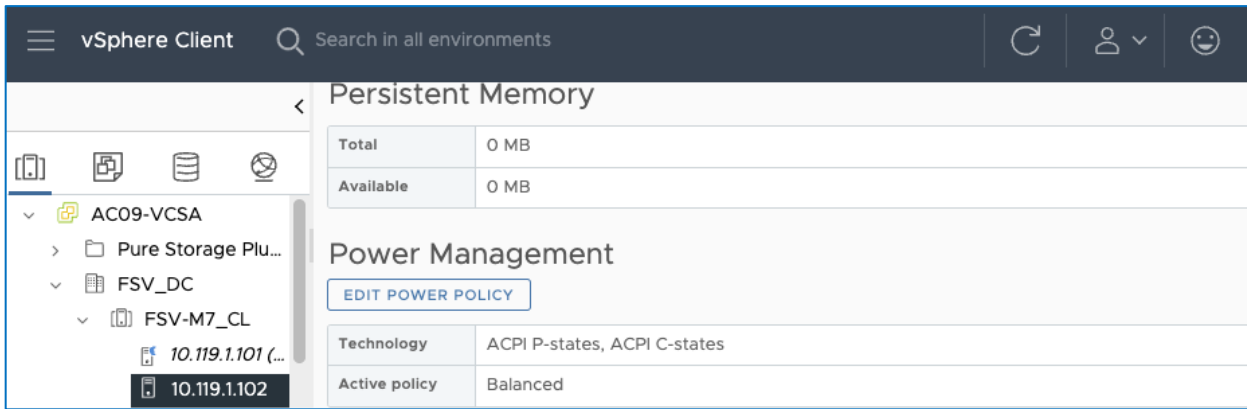 vSphere Client
Search in all environments
AC09-VCSA
Pure Storage Plu...
FSV_DC
FSV-M7_CL
10.119.1.101 (...
10.119.1.102
Persistent Memory
Total 0 MB
Available 0 MB
Power Management
EDIT POWER POLICY
Technology ACPI P-states, ACPI C-states
Active policy Balanced